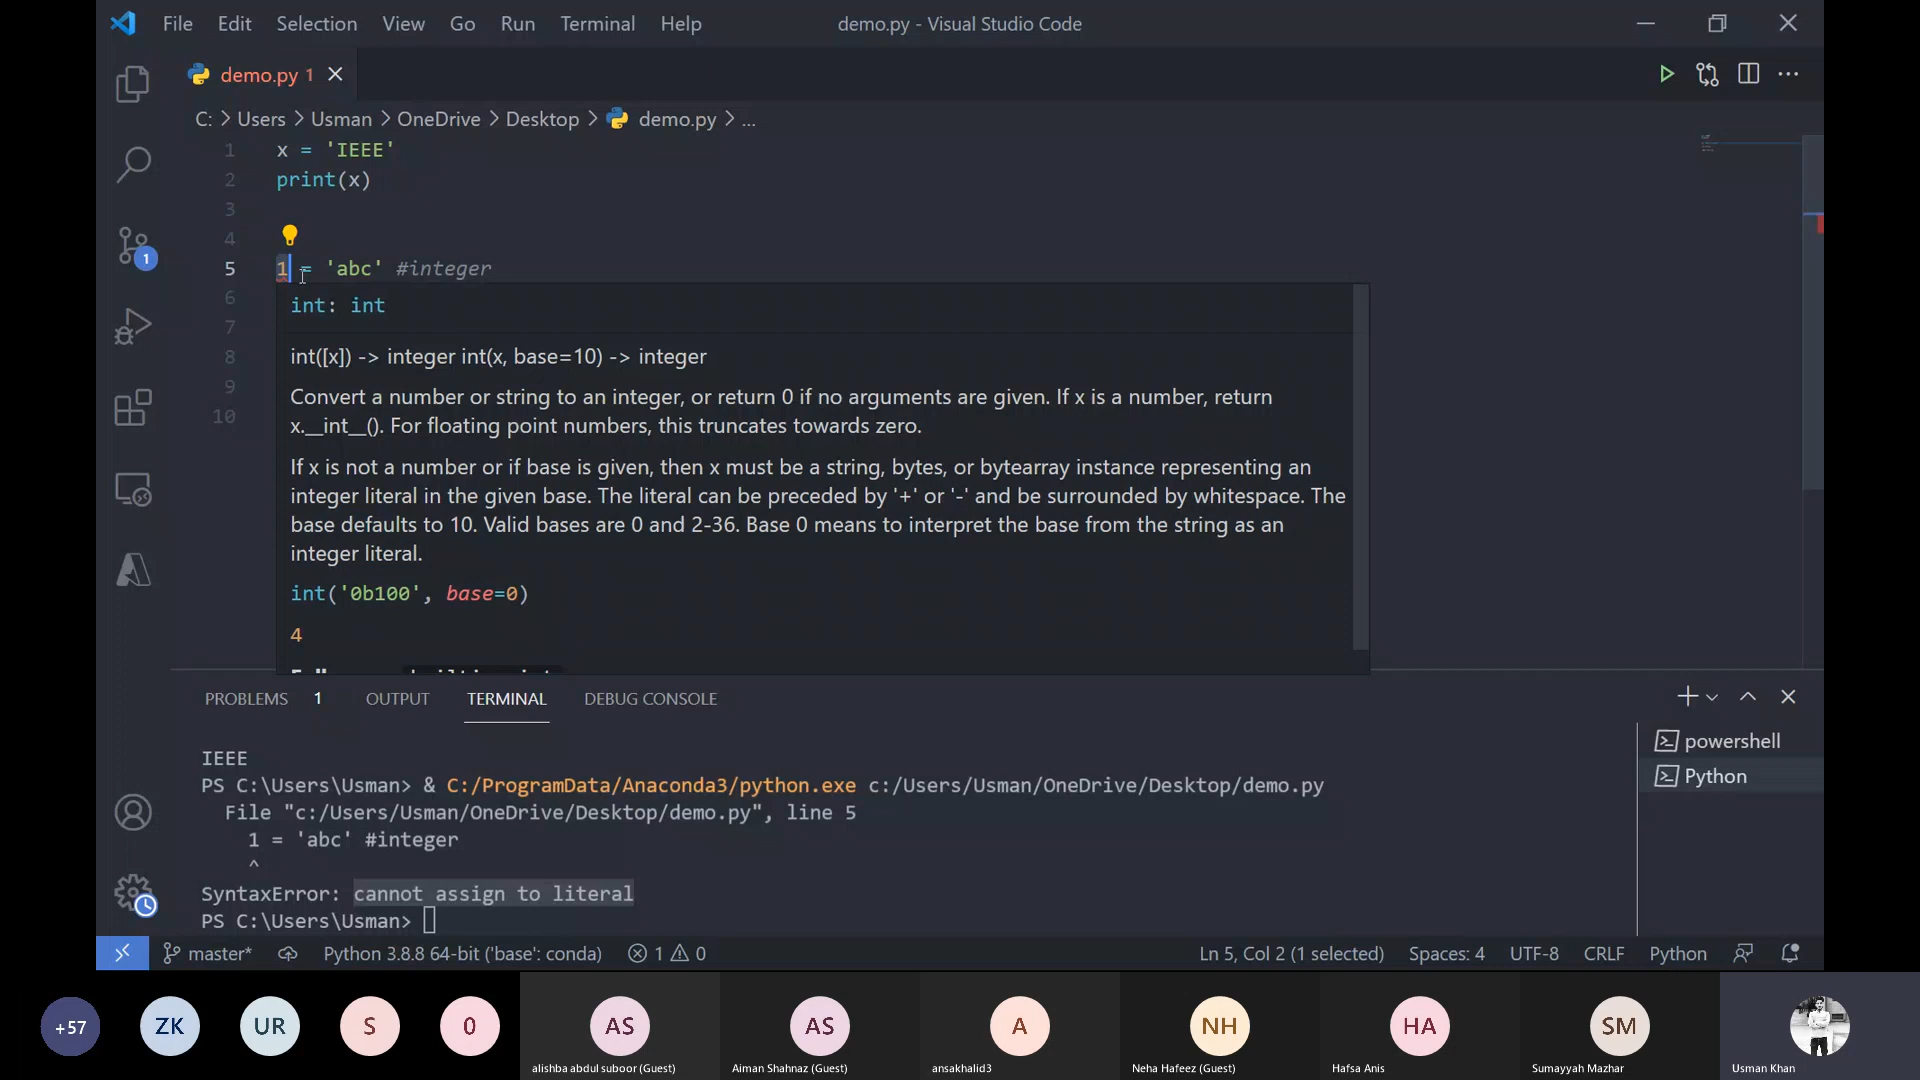 File Edit Selection View Go Run Terminal Help demo.py - Visual Studio Code
demo.py 1
C: > Users > Usman > OneDrive > Desktop > demo.py > ...
1 x = 'IEEE'
2 print(x)
3
4
5 1 = 'abc' #integer
6
7
8
9
10
int: int
int([x]) -> integer int(x, base=10) -> integer
Convert a number or string to an integer, or return 0 if no arguments are given. If x is a number, return
x.__int__(). For floating point numbers, this truncates towards zero.
If x is not a number or if base is given, then x must be a string, bytes, or bytearray instance representing an
integer literal in the given base. The literal can be preceded by '+' or '-' and be surrounded by whitespace. The
base defaults to 10. Valid bases are 0 and 2-36. Base 0 means to interpret the base from the string as an
integer literal.
int('0b100', base=0)
4
1
PROBLEMS 1 OUTPUT TERMINAL DEBUG CONSOLE
IEEE
PS C:\Users\Usman> & C:/ProgramData/Anaconda3/python.exe c:/Users/Usman/OneDrive/Desktop/demo.py
File "c:/Users/Usman/OneDrive/Desktop/demo.py", line 5
1 = 'abc' #integer
^
SyntaxError: cannot assign to literal
PS C:\Users\Usman>
powershell
Python
master* Python 3.8.8 64-bit ('base': conda) 1 0 Ln 5, Col 2 (1 selected) Spaces: 4 UTF-8 CRLF Python
+57 ZK UR S 0 AS AS A NH HA SM
alishba abdul suboor (Guest) Aiman Shahnaz (Guest) ansakhalid3 Neha Hafeez (Guest) Hafsa Anis Sumayyah Mazhar Usman Khan